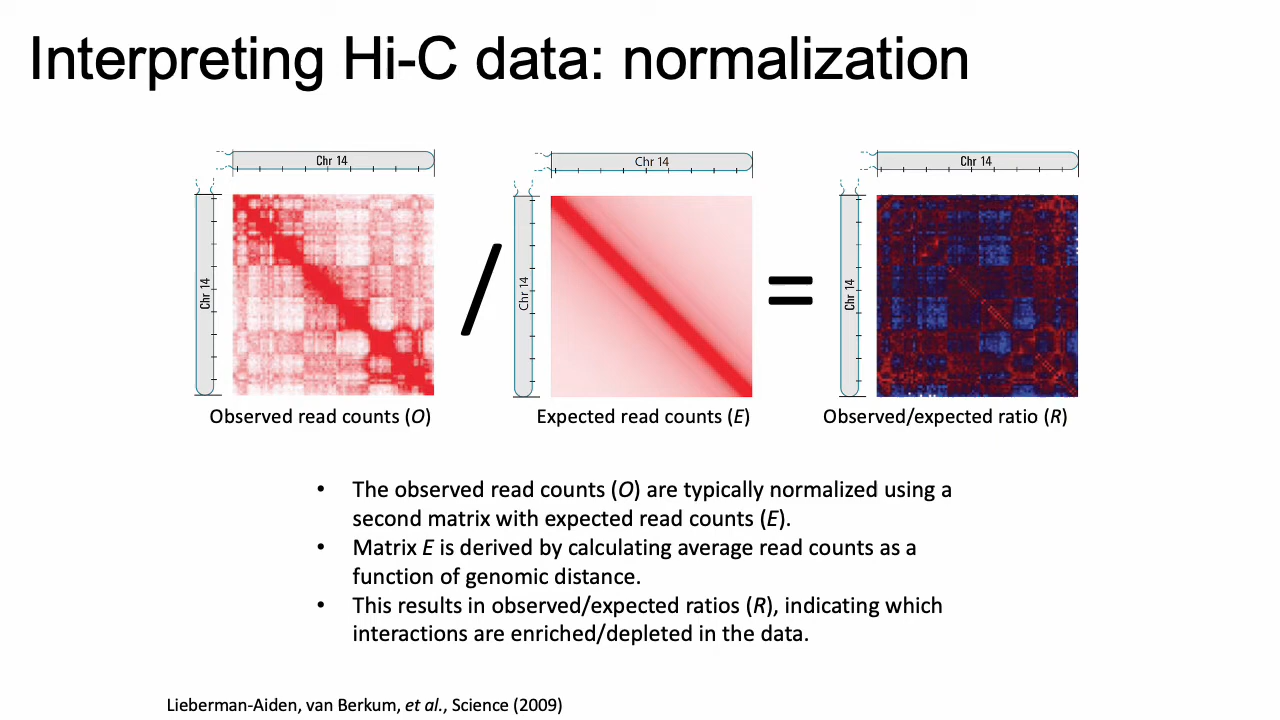 Interpreting Hi-C data: normalization
Chr 14
Chr 14
Chr 14
Chr 14
Chr 14
Chr 14
/
=
Observed read counts (O)
Expected read counts (E)
Observed/expected ratio (R)
• The observed read counts (O) are typically normalized using a
second matrix with expected read counts (E).
• Matrix E is derived by calculating average read counts as a
function of genomic distance.
• This results in observed/expected ratios (R), indicating which
interactions are enriched/depleted in the data.
Lieberman-Aiden, van Berkum, et al., Science (2009)